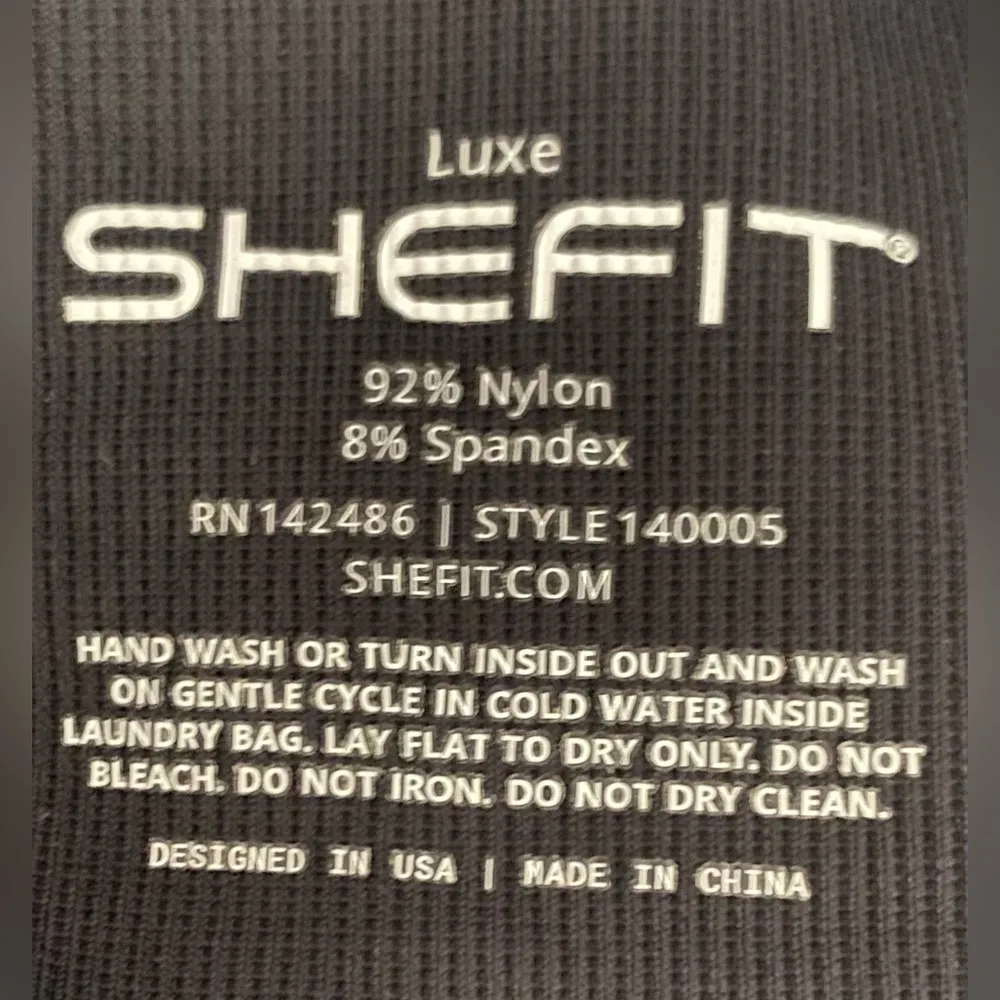 Luxe
SHEFIT®
92% Nylon
8% Spandex
RN142486 | STYLE140005
SHEFIT.COM
HAND WASH OR TURN INSIDE OUT AND WASH
ON GENTLE CYCLE IN COLD WATER INSIDE
LAUNDRY BAG. LAY FLAT TO DRY ONLY. DO NOT
BLEACH. DO NOT IRON. DO NOT DRY CLEAN.
DESIGNED IN USA | MADE IN CHINA